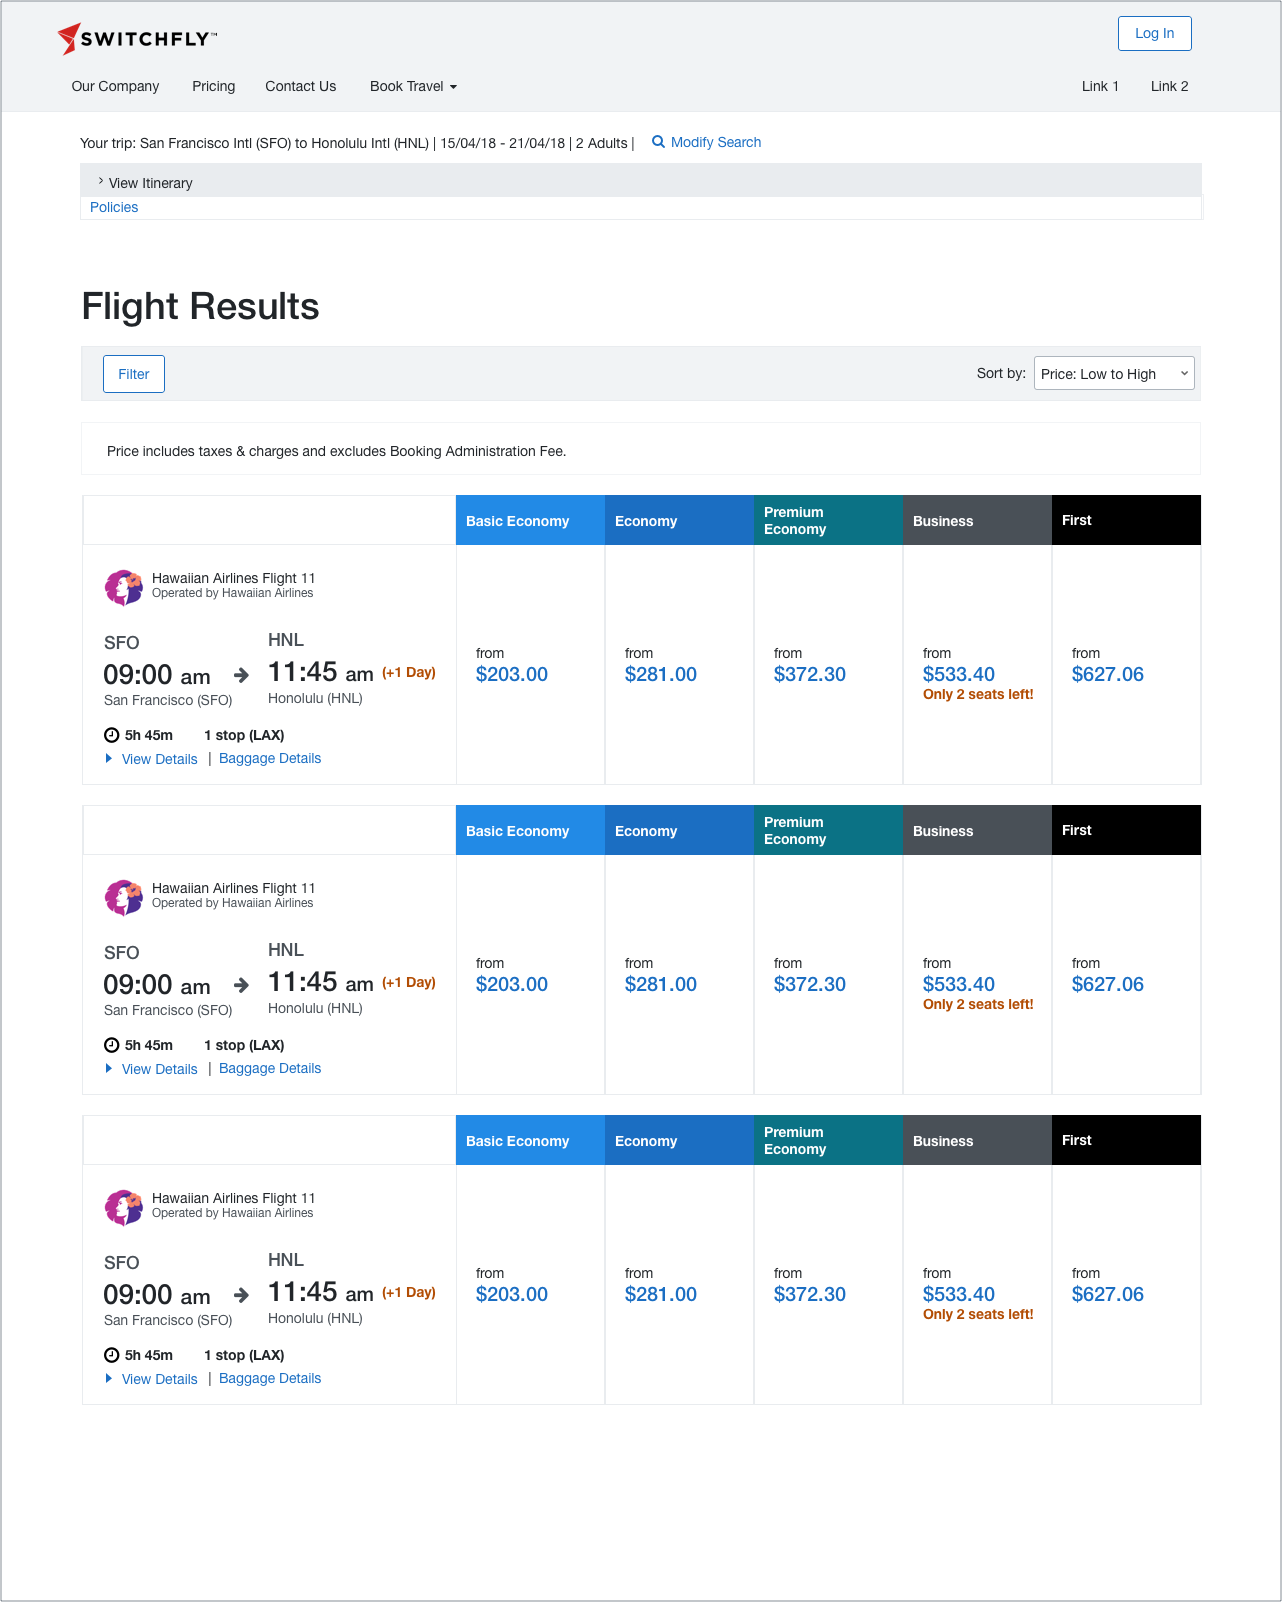 SWITCHFLY™
Log In
Our Company Pricing Contact Us Book Travel Link 1 Link 2
Your trip: San Francisco Intl (SFO) to Honolulu Intl (HNL) | 15/04/18 - 21/04/18 | 2 Adults | Modify Search
View Itinerary
Policies
Flight Results
Filter Sort by: Price: Low to High
Price includes taxes & charges and excludes Booking Administration Fee.
Basic Economy Economy Premium Economy Business First
Hawaiian Airlines Flight 11
Operated by Hawaiian Airlines
SFO HNL
09:00 am 11:45 am (+1 Day)
San Francisco (SFO) Honolulu (HNL)
5h 45m 1 stop (LAX)
View Details | Baggage Details
from from from from from
$203.00 $281.00 $372.30 $533.40 $627.06
Only 2 seats left!
Basic Economy Economy Premium Economy Business First
Hawaiian Airlines Flight 11
Operated by Hawaiian Airlines
SFO HNL
09:00 am 11:45 am (+1 Day)
San Francisco (SFO) Honolulu (HNL)
5h 45m 1 stop (LAX)
View Details | Baggage Details
from from from from from
$203.00 $281.00 $372.30 $533.40 $627.06
Only 2 seats left!
Basic Economy Economy Premium Economy Business First
Hawaiian Airlines Flight 11
Operated by Hawaiian Airlines
SFO HNL
09:00 am 11:45 am (+1 Day)
San Francisco (SFO) Honolulu (HNL)
5h 45m 1 stop (LAX)
View Details | Baggage Details
from from from from from
$203.00 $281.00 $372.30 $533.40 $627.06
Only 2 seats left!